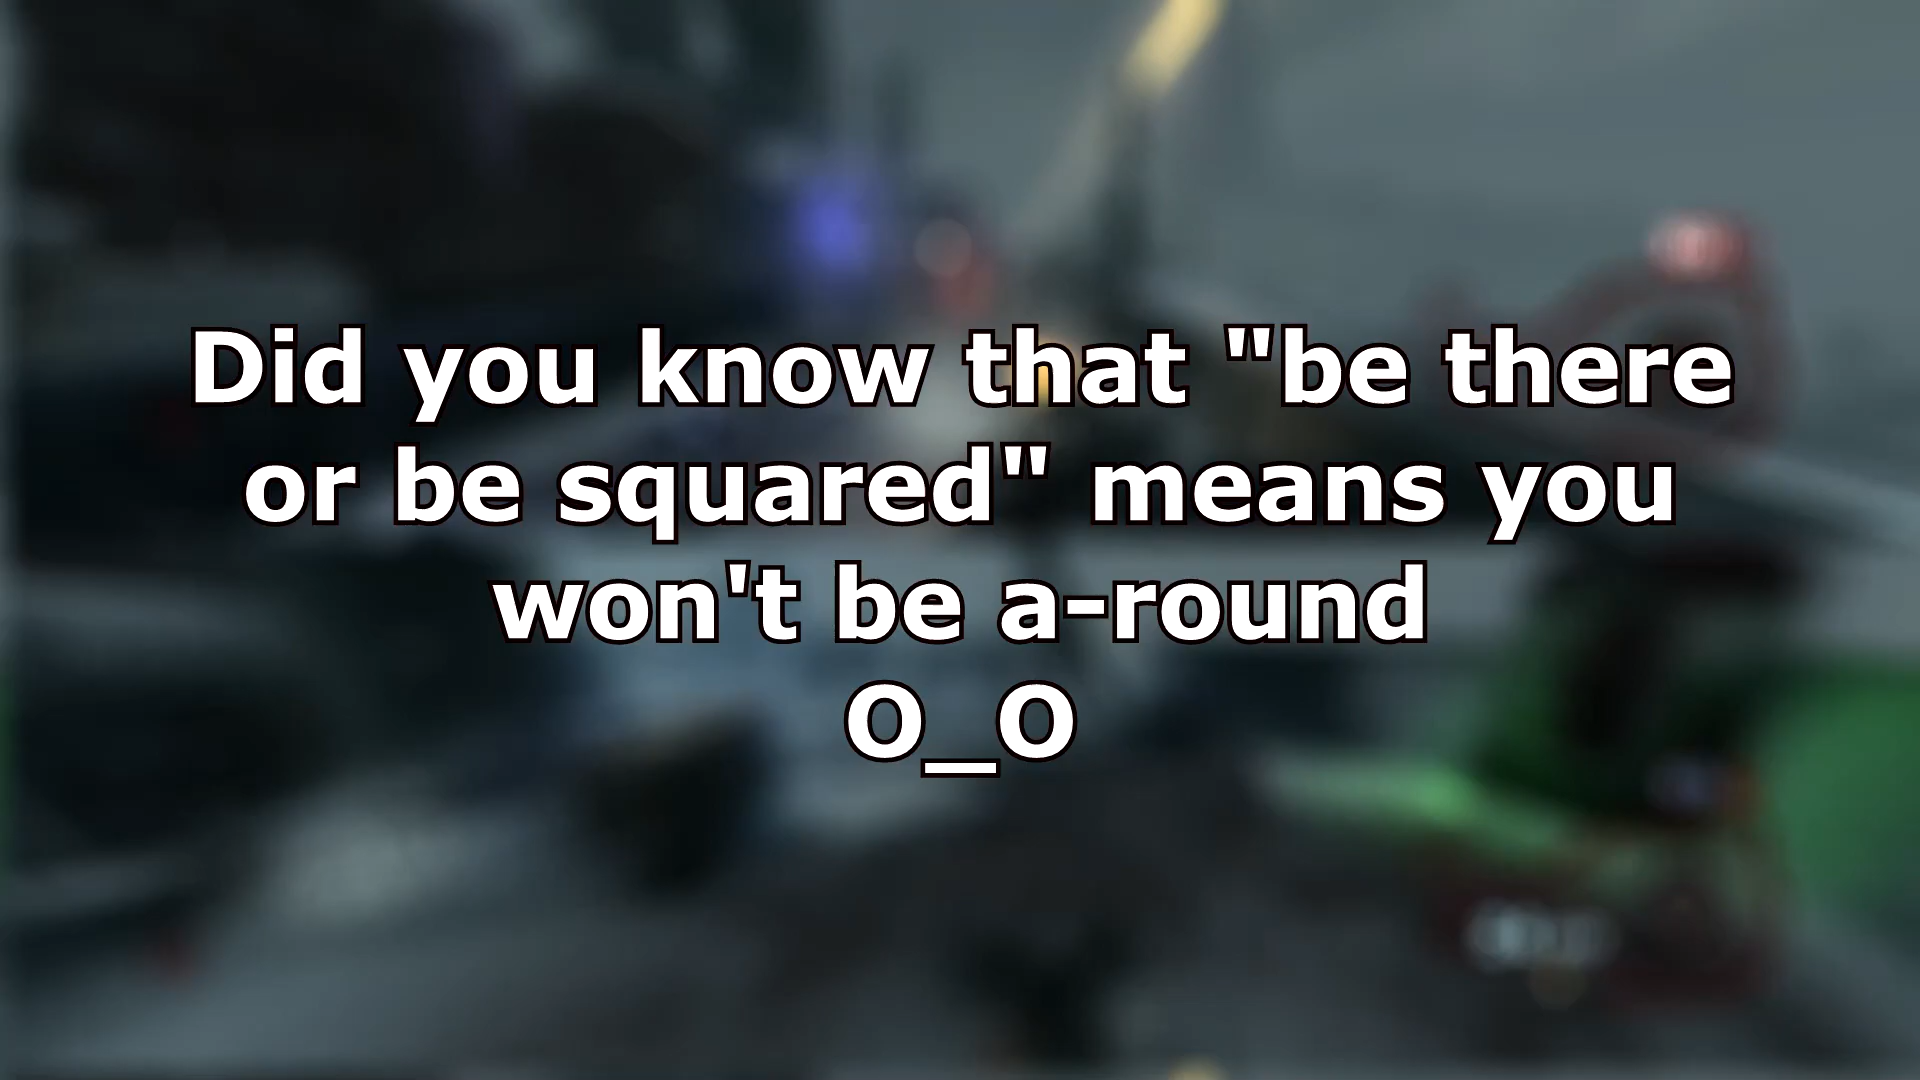 Did you know that "be there
or be squared" means you
won't be a-round
O_O